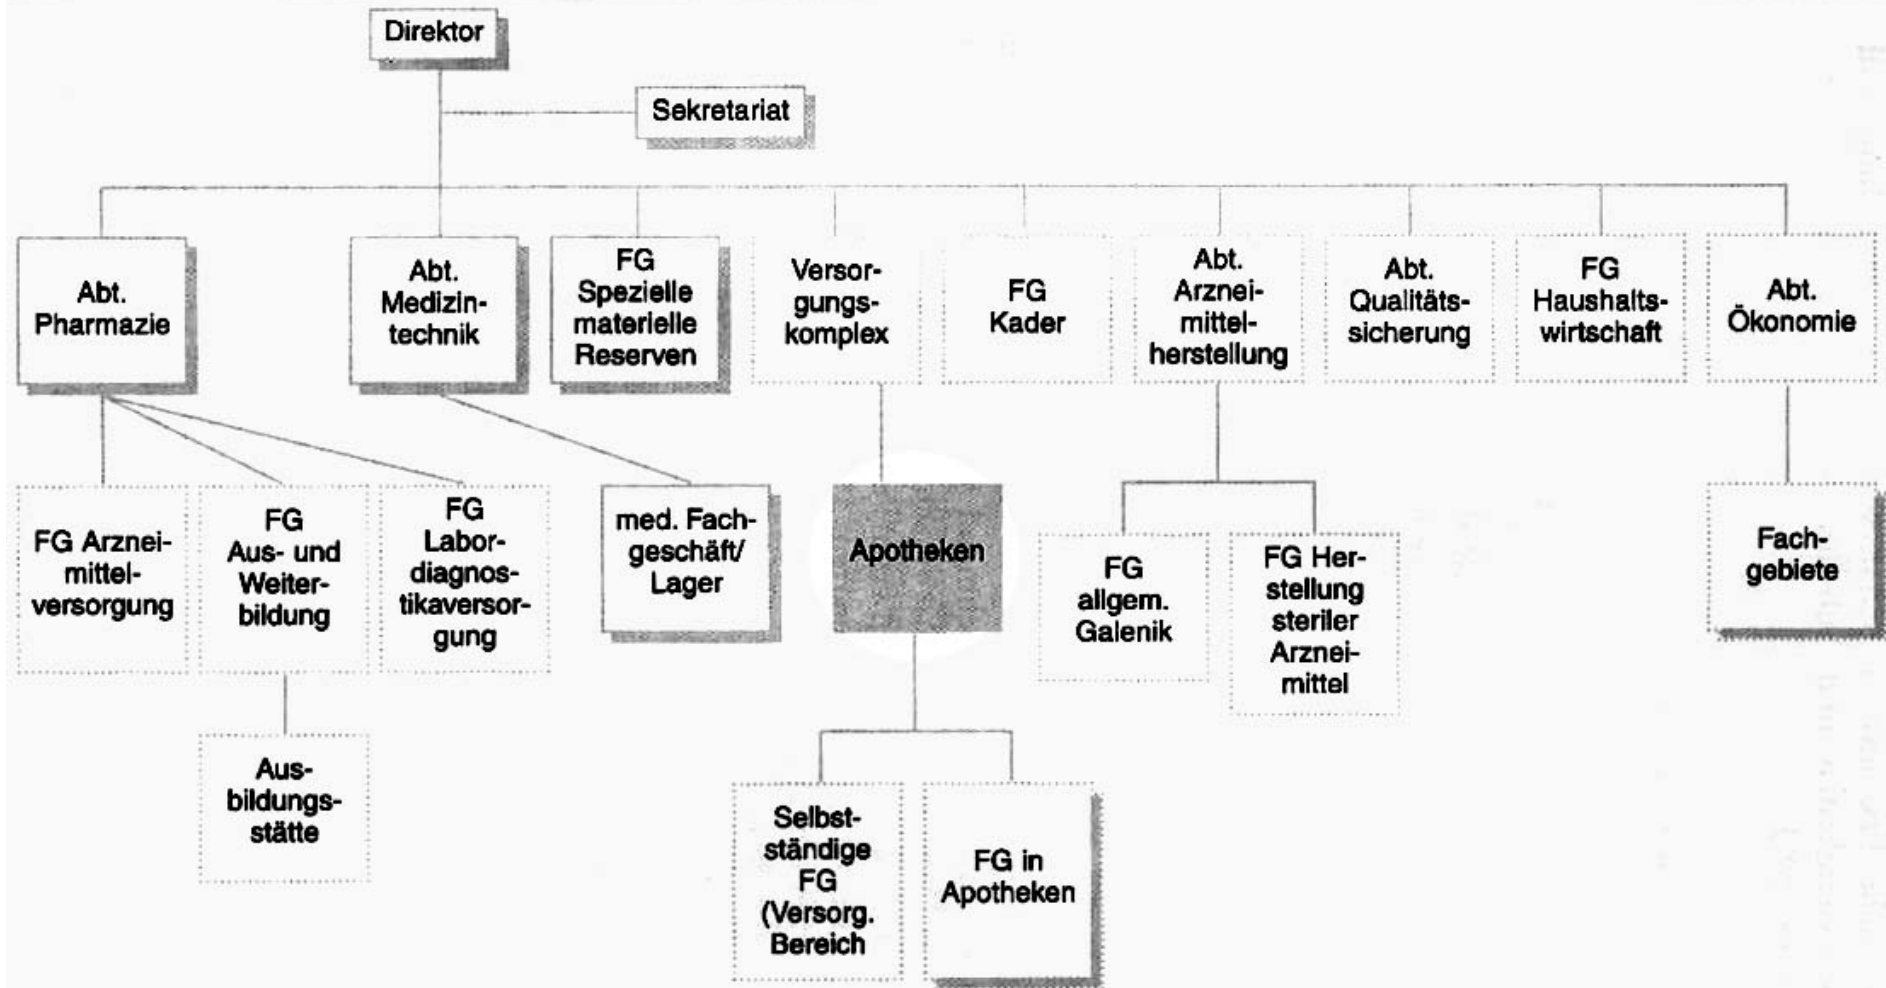 Direktor
Sekretariat
Abt.
Pharmazie
Abt.
Medizin-
technik
FG
Spezielle
materielle
Reserven
Versor-
gungs-
komplex
FG
Kader
Abt.
Arznei-
mittel-
herstellung
Abt.
Qualitäts-
sicherung
FG
Haushalts-
wirtschaft
Abt.
Ökonomie
FG Arznei-
mittel-
versorgung
FG
Aus- und
Weiter-
bildung
FG
Labor-
diagnos-
tikaversor-
gung
med. Fach-
geschäft/
Lager
Apotheken
FG
allgem.
Galenik
FG Her-
stellung
steriler
Arznei-
mittel
Fach-
gebiete
Aus-
bildungs-
stätte
Selbst-
ständige
FG
(Versorg.
Bereich
FG in
Apotheken